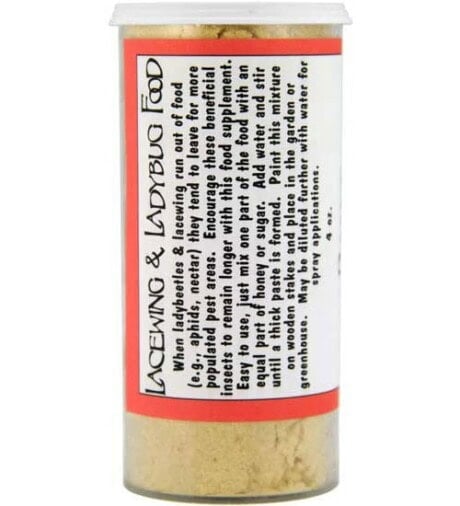 LACEWING & LADYBUG FOOD
When ladybeetles & lacewing run out of food
(e.g., aphids, nectar) they tend to leave for more
populated pest areas. Encourage these beneficial
insects to remain longer with this food supplement.
Easy to use, just mix one part of the food with an
equal part of honey or sugar. Add water and stir
until a thick paste is formed. Paint this mixture
on wooden stakes and place in the garden or
greenhouse. May be diluted further with water for
spray applications.
4 oz.